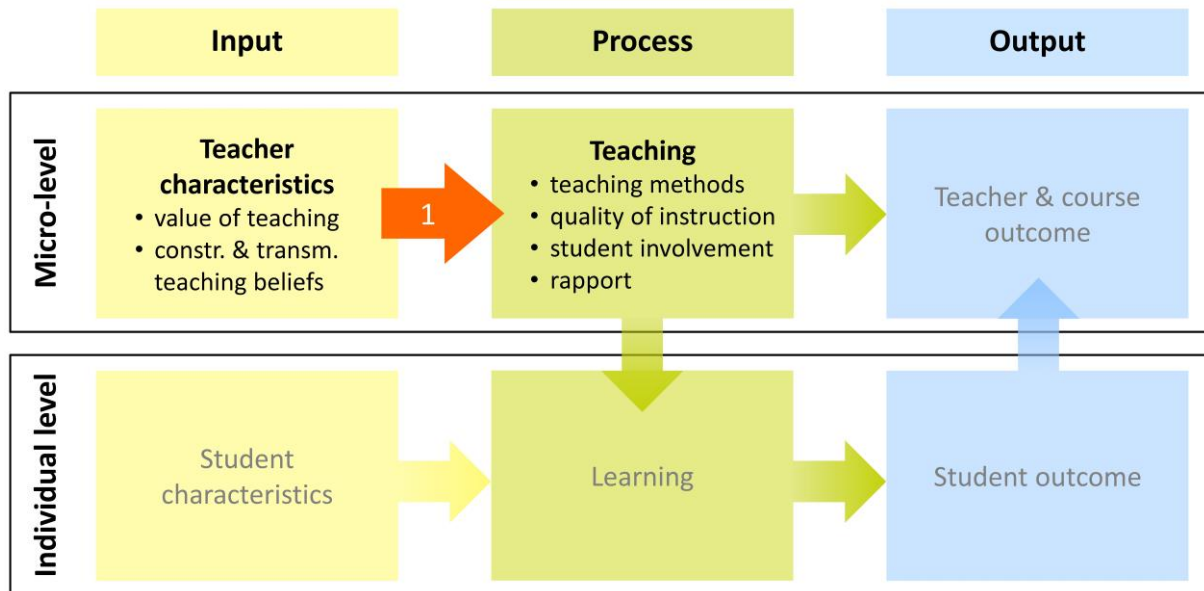 Input
Process
Output
Micro-level
Teacher
characteristics
• value of teaching
• constr. & transm.
teaching beliefs
1
Teaching
• teaching methods
• quality of instruction
• student involvement
• rapport
Teacher & course
outcome
Individual level
Student
characteristics
Learning
Student outcome